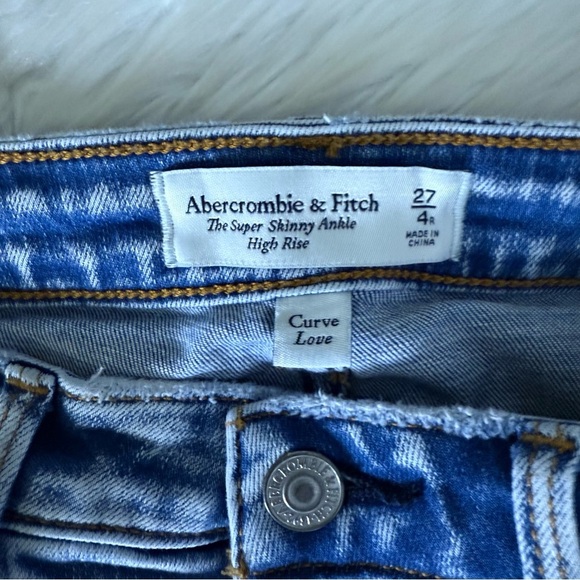 Abercrombie & Fitch
The Super Skinny Ankle
High Rise
27
4R
MADE IN
CHINA
Curve
Love